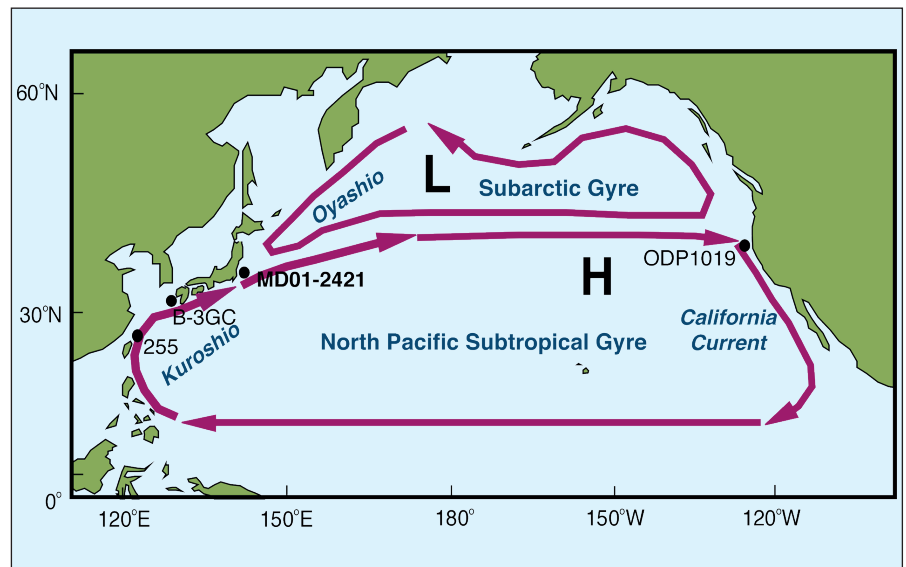 60°N
Oyashio
L
Subarctic Gyre
ODP1019
MD01-2421
H
30°N
B-3GC
255
Kuroshio
North Pacific Subtropical Gyre
California
Current
0°
120°E
150°E
180°
150°W
120°W